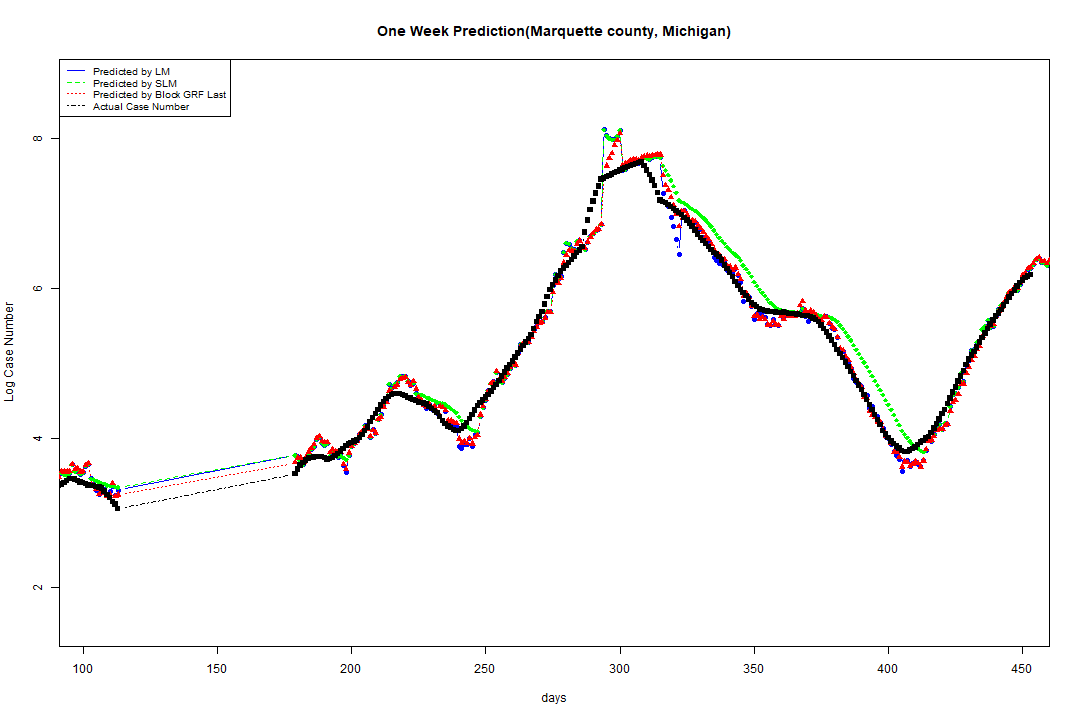 One Week Prediction(Marquette county, Michigan)
Predicted by LM
Predicted by SLM
Predicted by Block GRF Last
Actual Case Number
8
6
4
2
Log Case Number
100 150 200 250 300 350 400 450
days